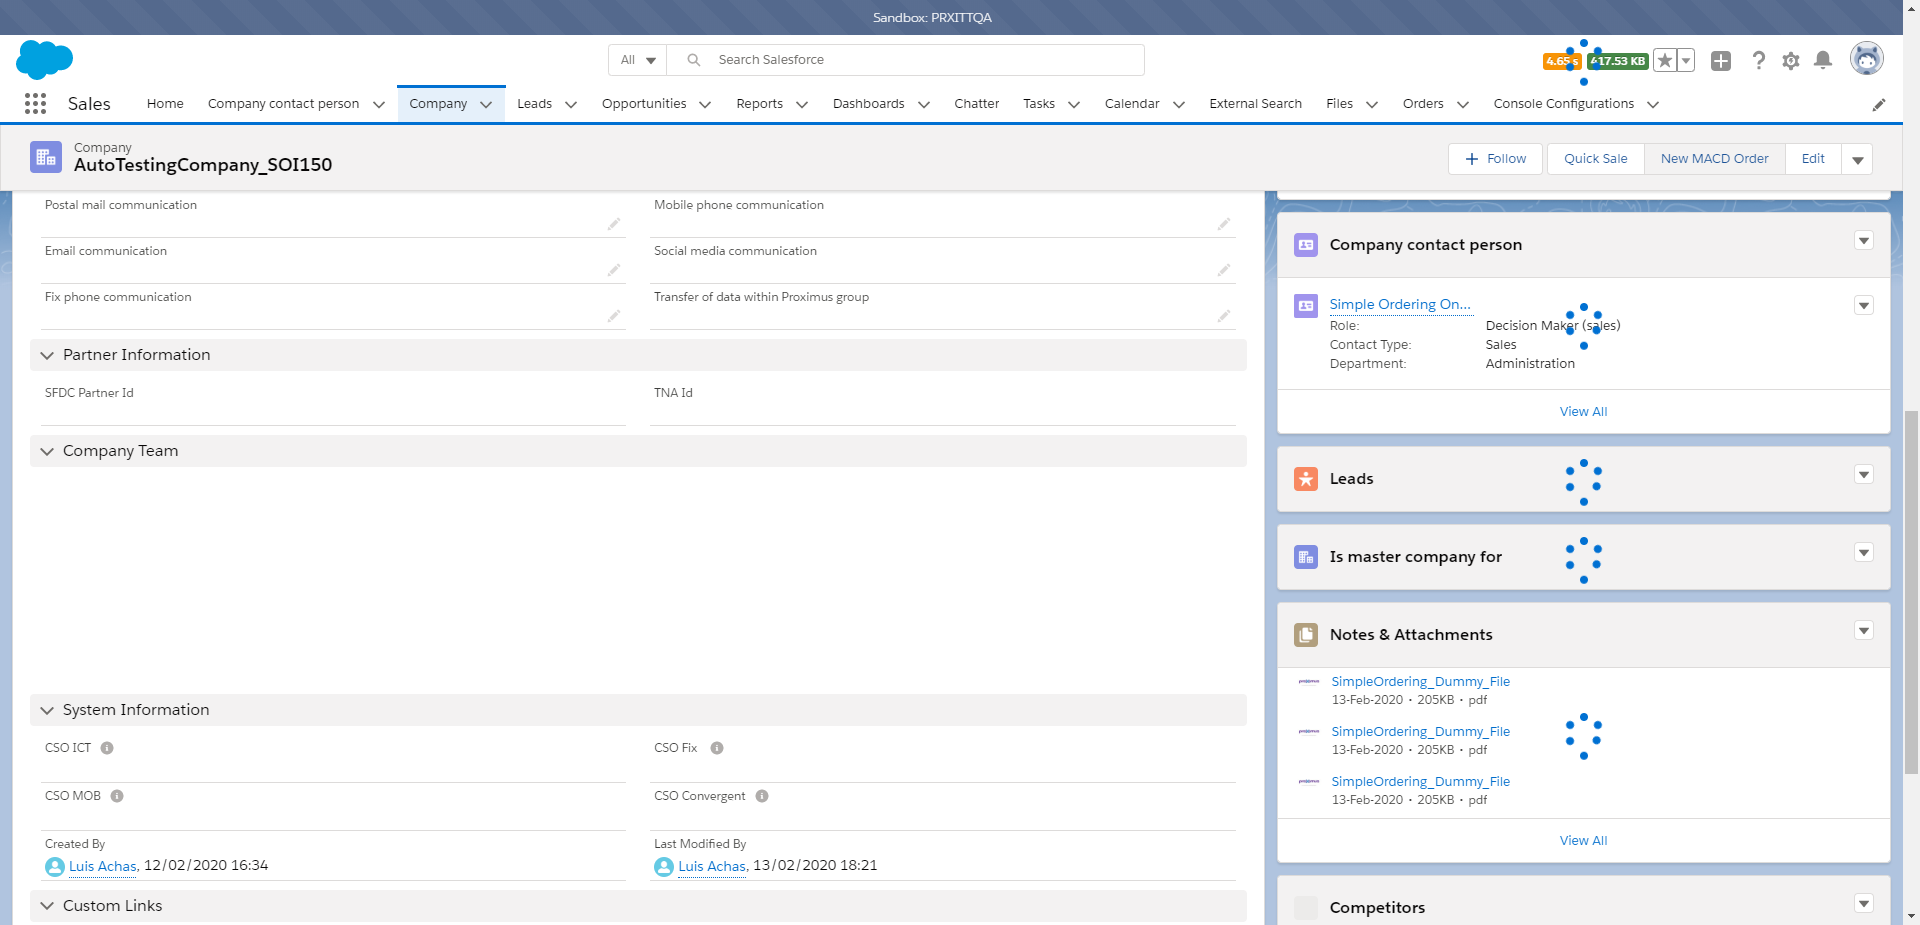 Sandbox: PRXITTQA
All
Search Salesforce
4.65 s
417.53 KB
Sales
Home
Company contact person
Company
Leads
Opportunities
Reports
Dashboards
Chatter
Tasks
Calendar
External Search
Files
Orders
Console Configurations
Company
AutoTestingCompany_SOI150
Follow
Quick Sale
New MACD Order
Edit
Postal mail communication
Mobile phone communication
Email communication
Social media communication
Fix phone communication
Transfer of data within Proximus group
Partner Information
SFDC Partner Id
TNA Id
Company Team
System Information
CSO ICT
CSO Fix
CSO MOB
CSO Convergent
Created By
Luis Achas, 12/02/2020 16:34
Last Modified By
Luis Achas, 13/02/2020 18:21
Custom Links
Company contact person
Simple Ordering On...
Role: Decision Maker (sales)
Contact Type: Sales
Department: Administration
View All
Leads
Is master company for
Notes & Attachments
SimpleOrdering_Dummy_File
13-Feb-2020 • 205KB • pdf
SimpleOrdering_Dummy_File
13-Feb-2020 • 205KB • pdf
SimpleOrdering_Dummy_File
13-Feb-2020 • 205KB • pdf
View All
Competitors